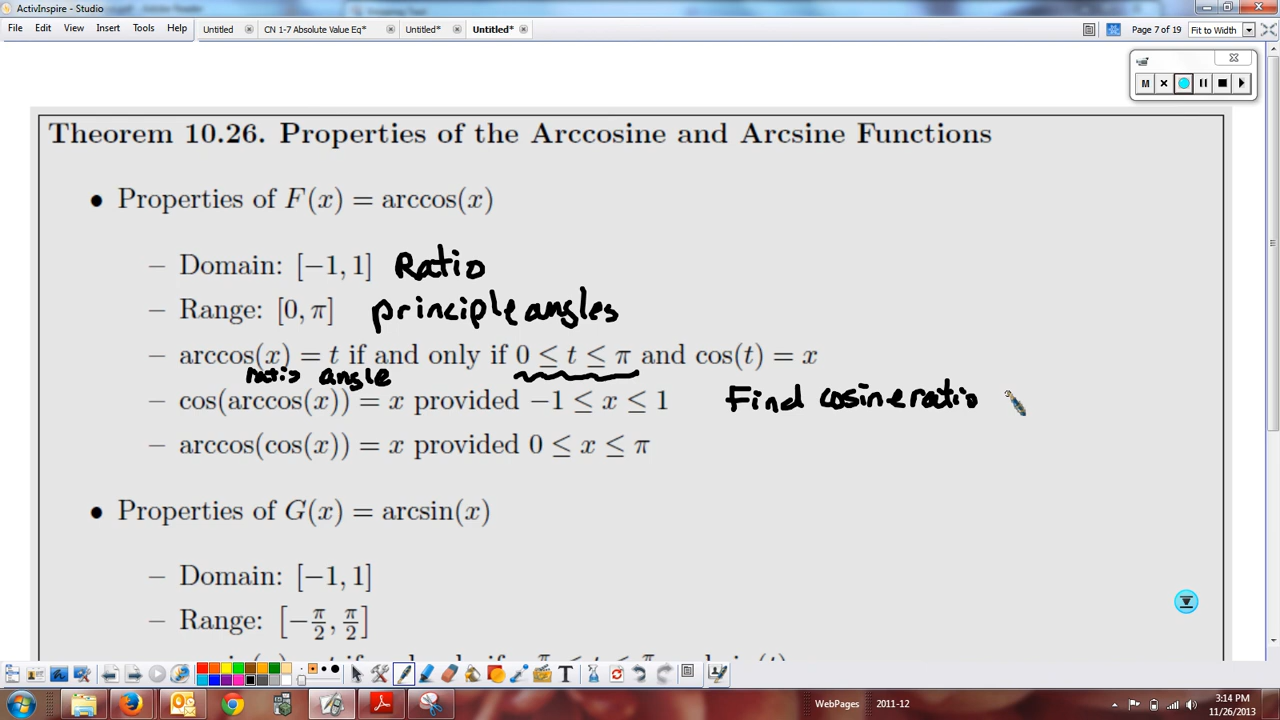 ActivInspire - Studio
File Edit View Insert Tools Help Untitled CN 1-7 Absolute Value Eq* Untitled* Untitled* Page 7 of 19 Fit to Width
M
Theorem 10.26. Properties of the Arccosine and Arcsine Functions
• Properties of F(x) = arccos(x)
– Domain: [−1, 1] Ratio
– Range: [0, π] principle angles
– arccos(x) = t if and only if 0 ≤ t ≤ π and cos(t) = x
ratio angle
– cos(arccos(x)) = x provided −1 ≤ x ≤ 1 Find cosine ratio
– arccos(cos(x)) = x provided 0 ≤ x ≤ π
• Properties of G(x) = arcsin(x)
– Domain: [−1, 1]
– Range: [−π/2, π/2]
WebPages 2011-12 3:14 PM
11/26/2013